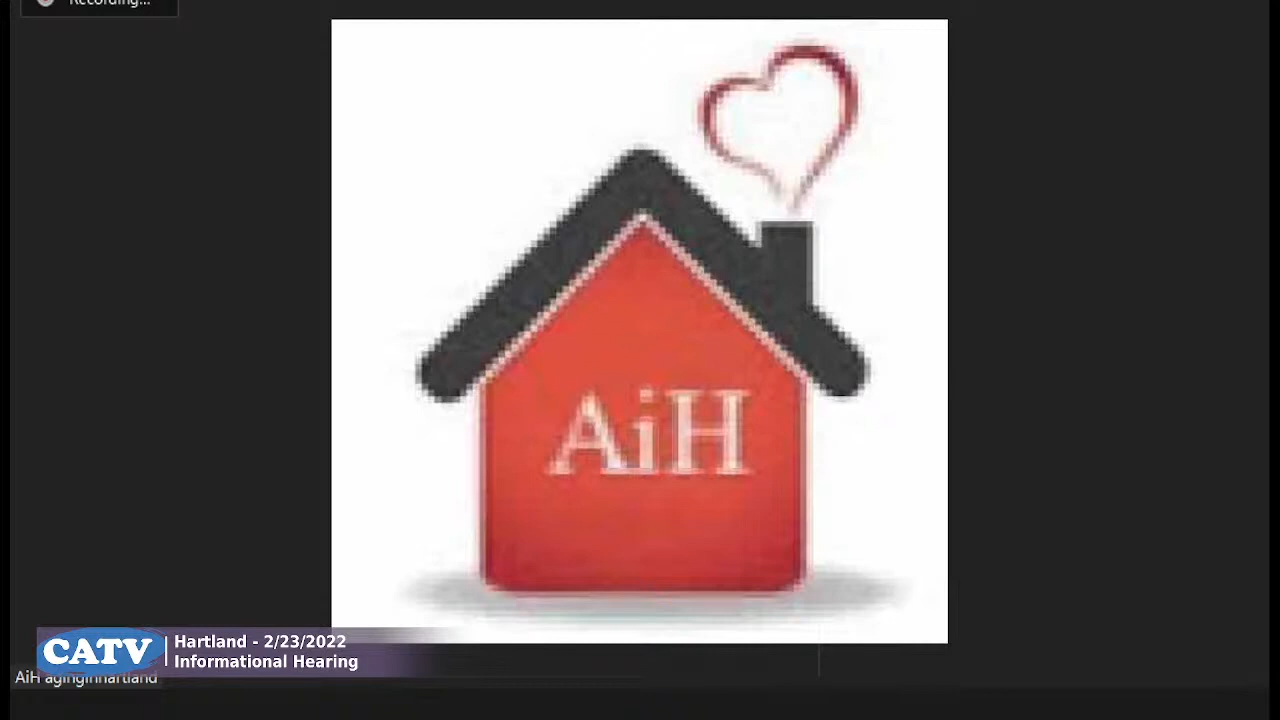 Recording...
AiH
CATV
Hartland - 2/23/2022
Informational Hearing
AiH aginginhartland